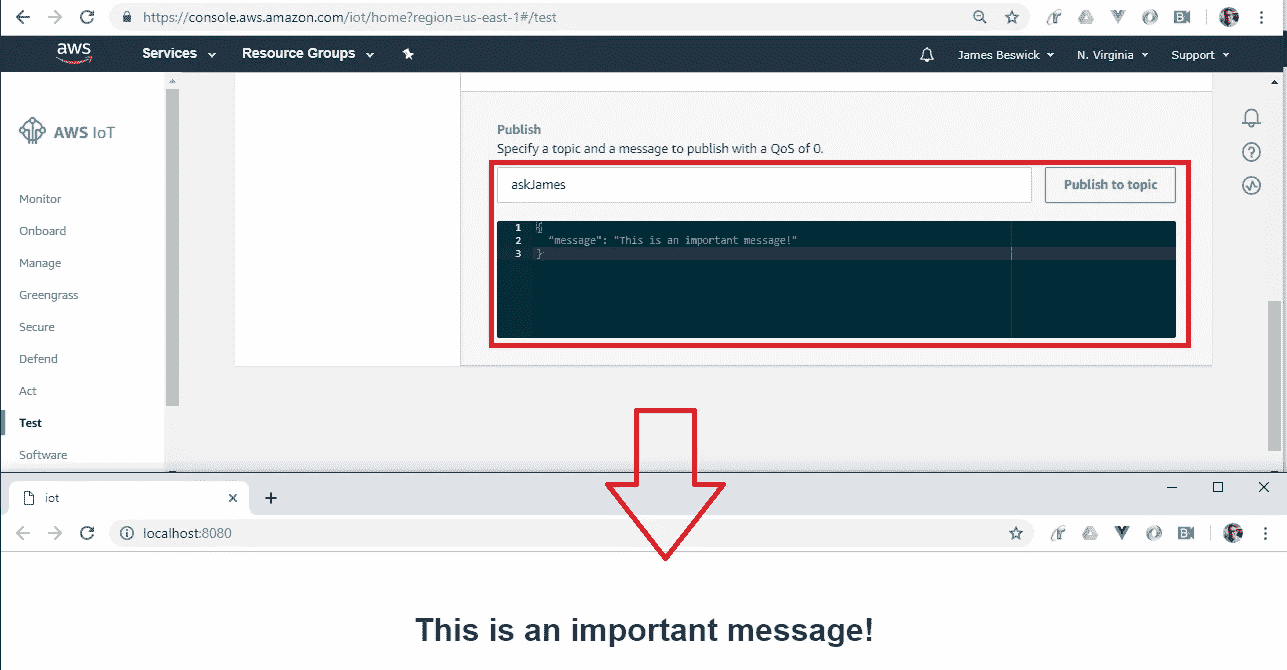 https://console.aws.amazon.com/iot/home?region=us-east-1#/test
aws
Services
Resource Groups
James Beswick
N. Virginia
Support
AWS IoT
Monitor
Onboard
Manage
Greengrass
Secure
Defend
Act
Test
Software
Publish
Specify a topic and a message to publish with a QoS of 0.
askJames
Publish to topic
1 {
2 "message": "This is an important message!"
3 }
iot
localhost:8080
This is an important message!